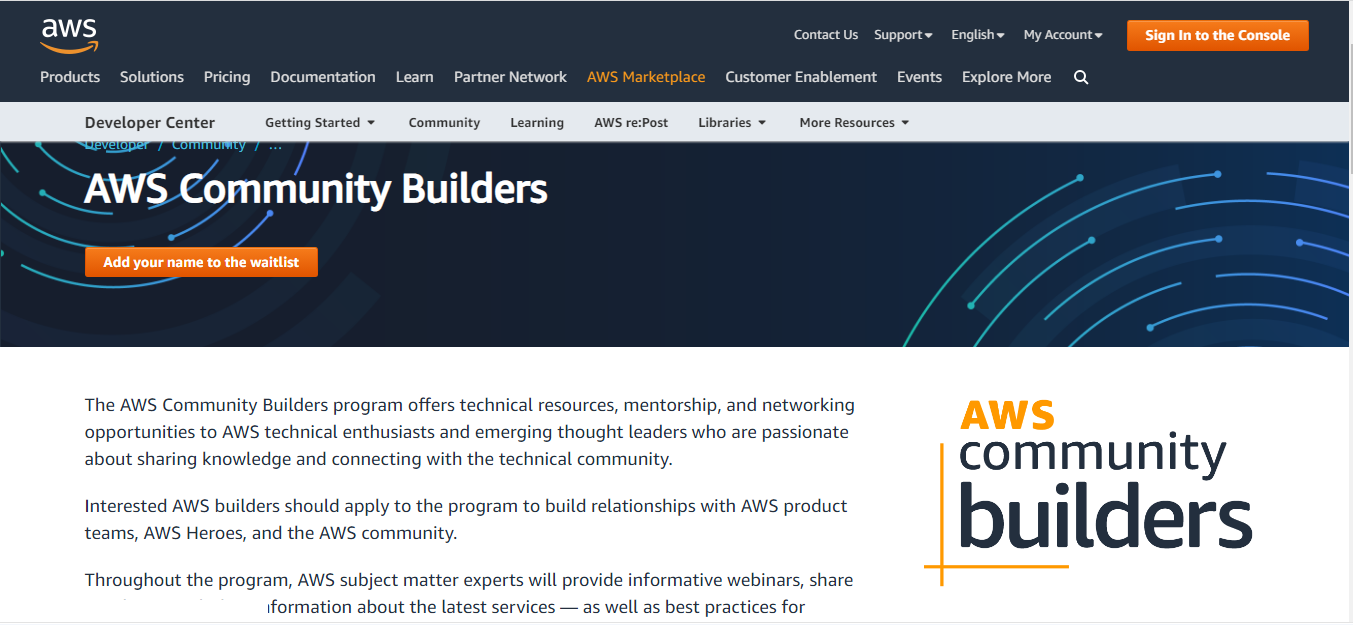 aws
Contact Us Support English My Account Sign In to the Console
Products Solutions Pricing Documentation Learn Partner Network AWS Marketplace Customer Enablement Events Explore More
Developer Center Getting Started Community Learning AWS re:Post Libraries More Resources
Developer / Community / ...
AWS Community Builders
Add your name to the waitlist
The AWS Community Builders program offers technical resources, mentorship, and networking
opportunities to AWS technical enthusiasts and emerging thought leaders who are passionate
about sharing knowledge and connecting with the technical community.
Interested AWS builders should apply to the program to build relationships with AWS product
teams, AWS Heroes, and the AWS community.
Throughout the program, AWS subject matter experts will provide informative webinars, share
about the latest services — as well as best practices for
AWS
community
builders